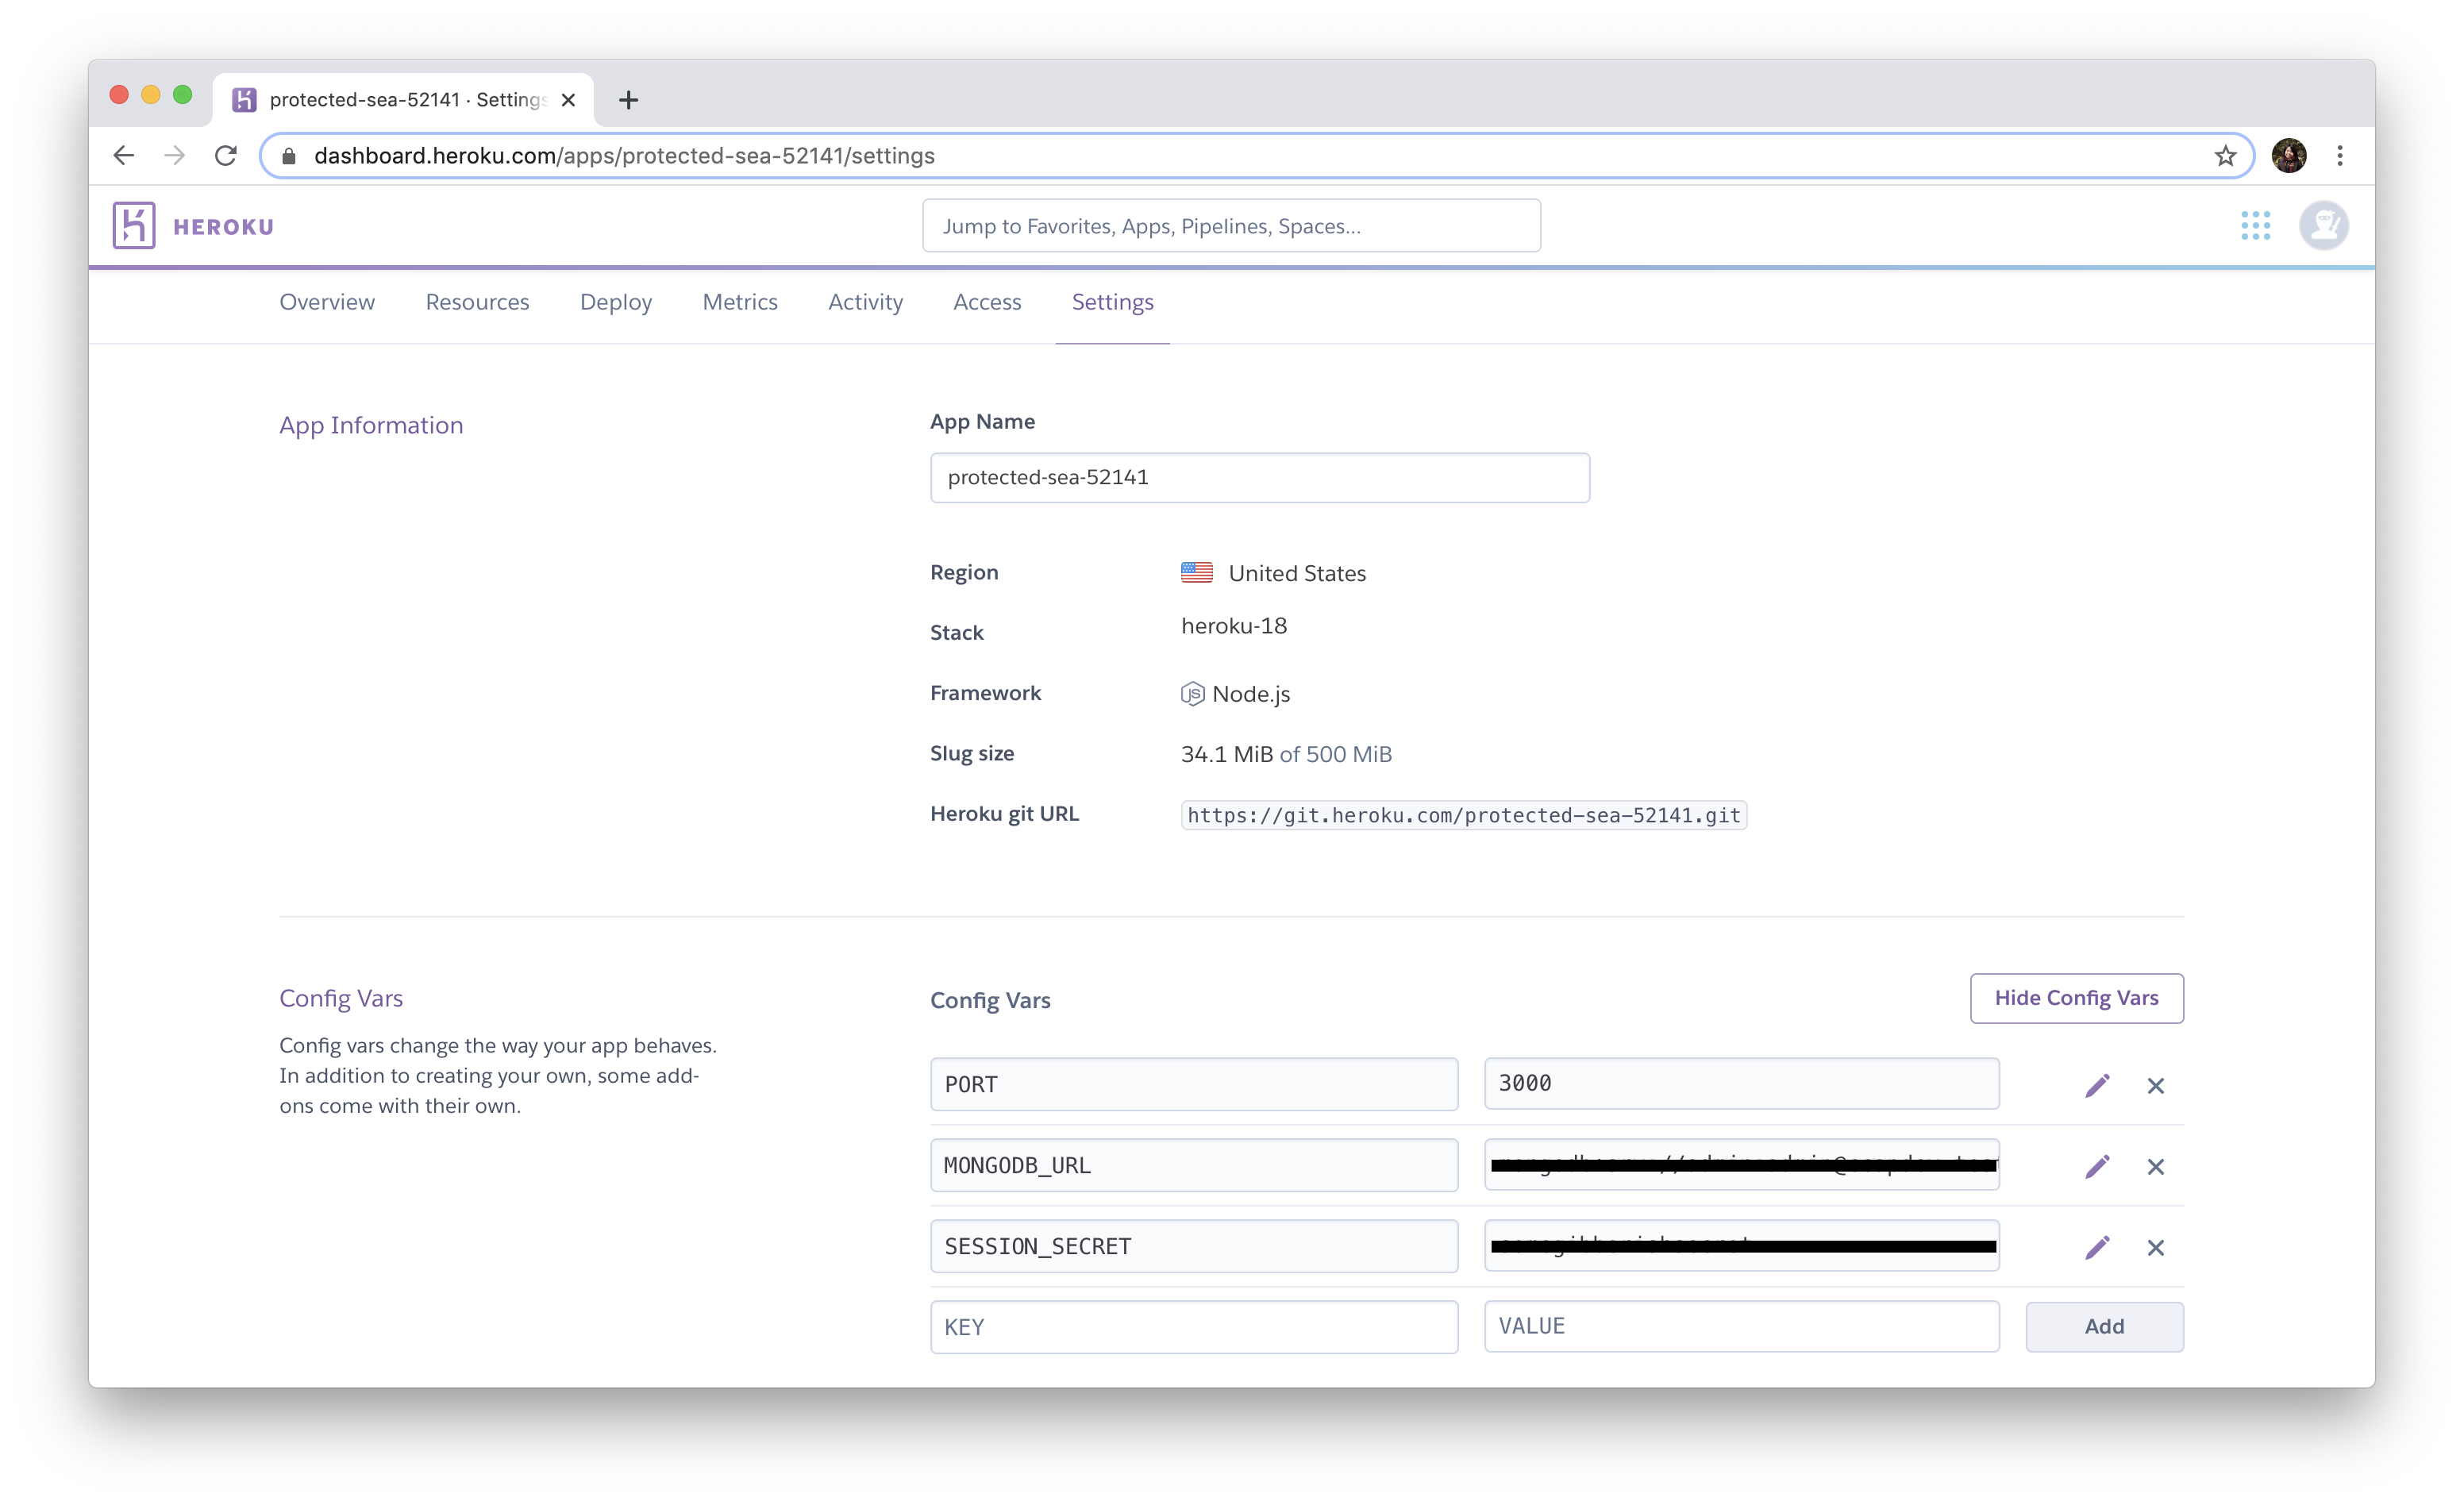 protected-sea-52141 · Settings
dashboard.heroku.com/apps/protected-sea-52141/settings
HEROKU
Jump to Favorites, Apps, Pipelines, Spaces...
Overview Resources Deploy Metrics Activity Access Settings
App Information
App Name
protected-sea-52141
Region United States
Stack heroku-18
Framework JS Node.js
Slug size 34.1 MiB of 500 MiB
Heroku git URL https://git.heroku.com/protected-sea-52141.git
Config Vars
Config vars change the way your app behaves.
In addition to creating your own, some add-
ons come with their own.
Config Vars
Hide Config Vars
PORT 3000
MONGODB_URL
SESSION_SECRET
KEY VALUE Add